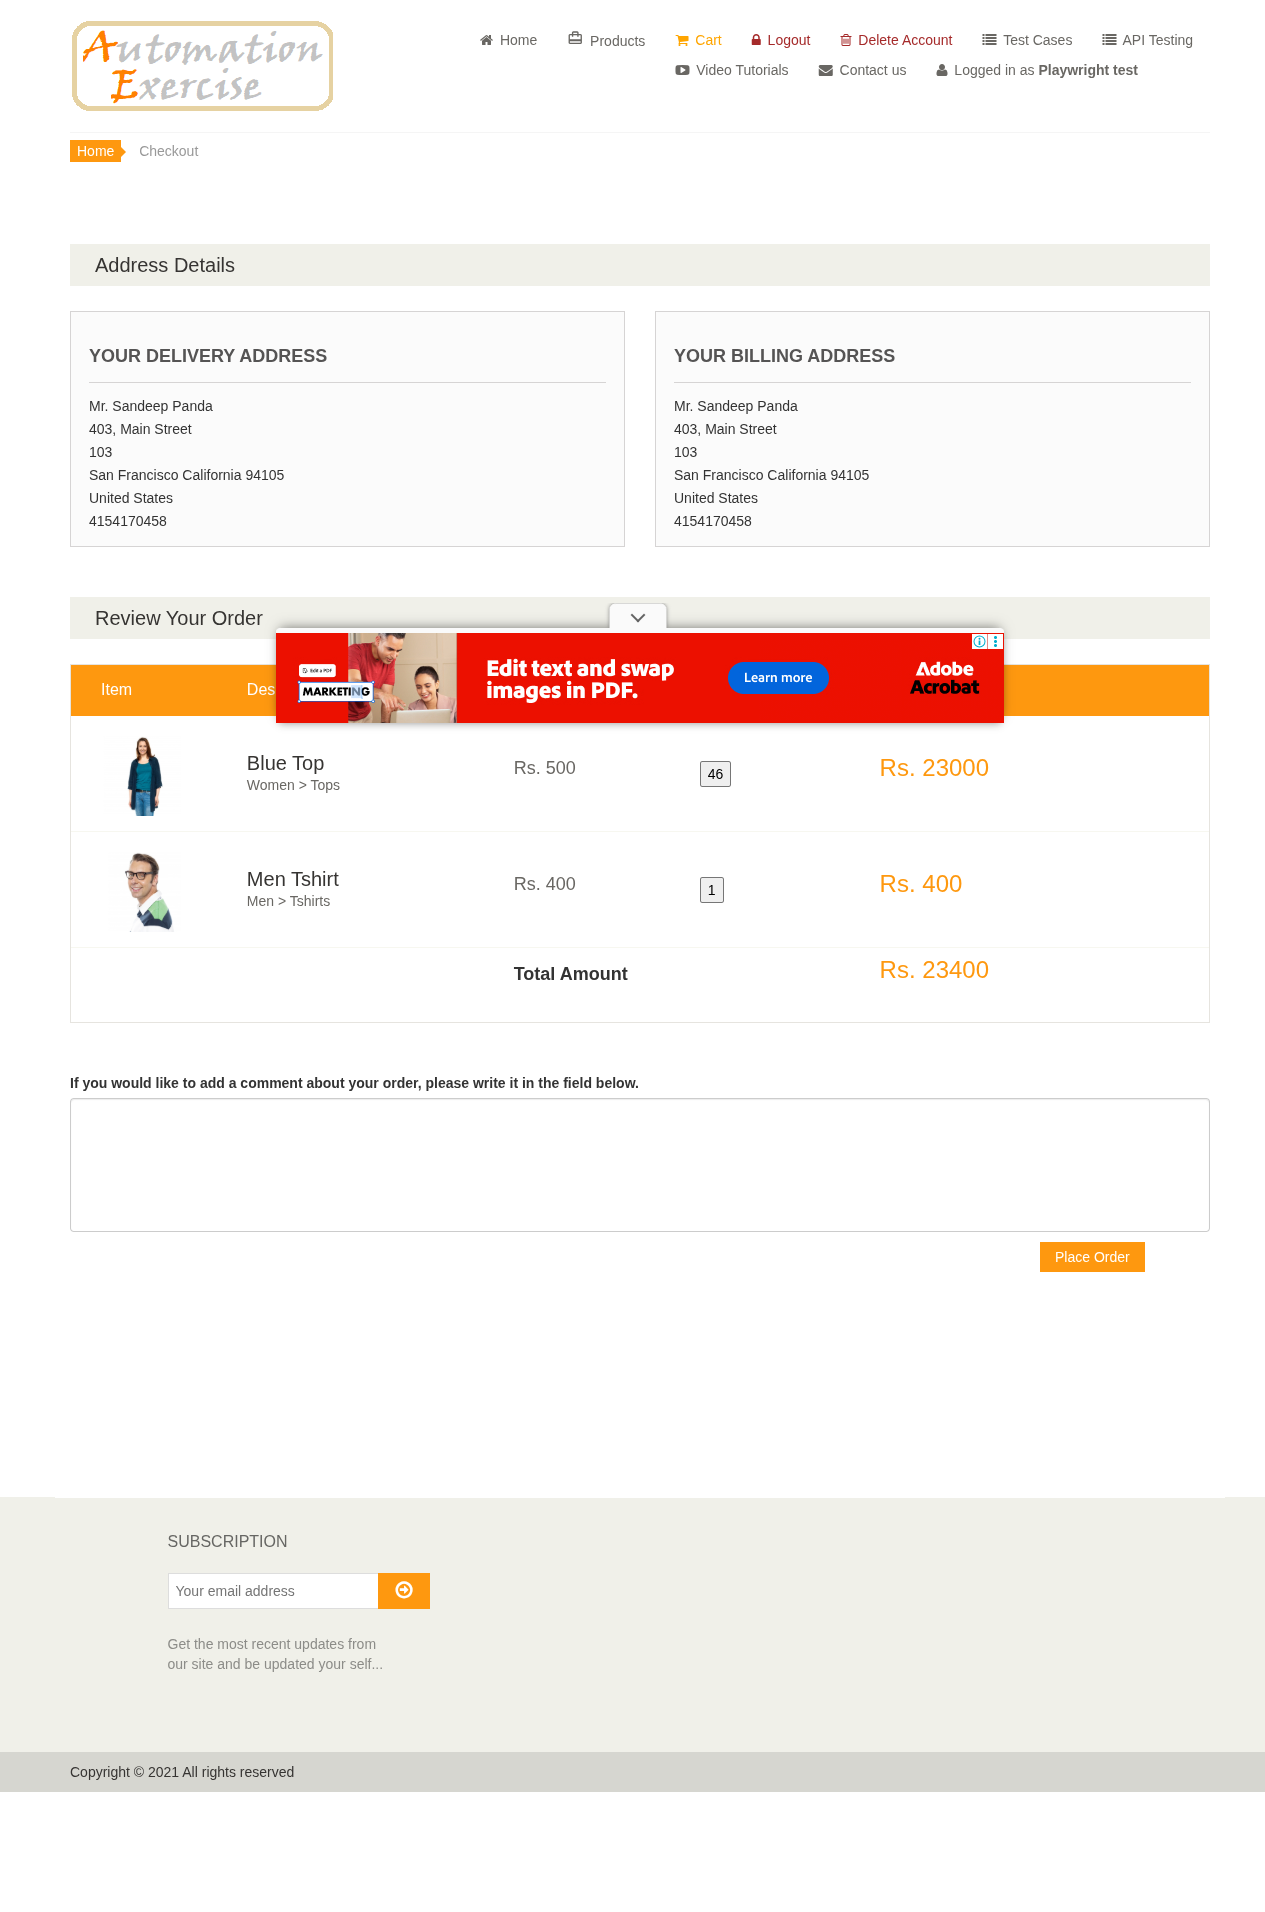 Automation
Exercise
Home Products Cart Logout Delete Account Test Cases API Testing
Video Tutorials Contact us Logged in as Playwright test
Home Checkout
Address Details
YOUR DELIVERY ADDRESS
Mr. Sandeep Panda
403, Main Street
103
San Francisco California 94105
United States
4154170458
YOUR BILLING ADDRESS
Mr. Sandeep Panda
403, Main Street
103
San Francisco California 94105
United States
4154170458
Review Your Order
Item Des
Edit a PDF
MARKETING
Edit text and swap
images in PDF.
Learn more
Adobe
Acrobat
Blue Top
Women > Tops
Rs. 500
46
Rs. 23000
Men Tshirt
Men > Tshirts
Rs. 400
1
Rs. 400
Total Amount
Rs. 23400
If you would like to add a comment about your order, please write it in the field below.
Place Order
SUBSCRIPTION
Your email address
Get the most recent updates from
our site and be updated your self...
Copyright © 2021 All rights reserved